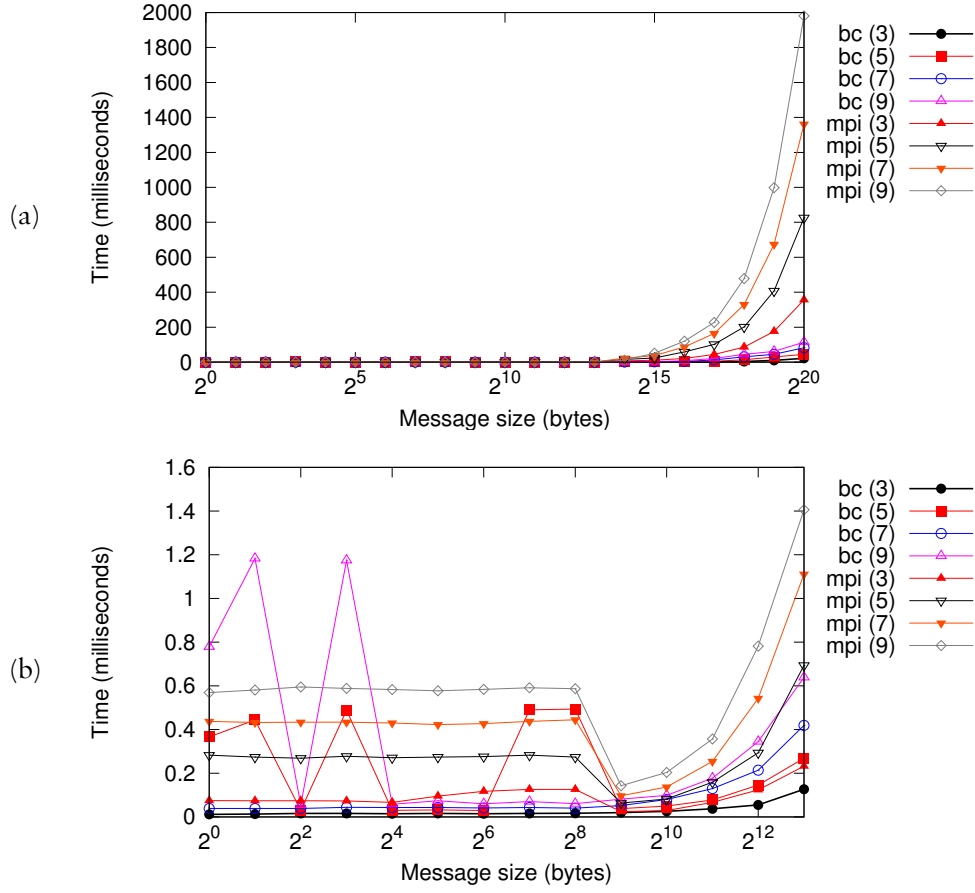 (a)
Time (milliseconds)
2000
1800
1600
1400
1200
1000
800
600
400
200
0
2^0 2^5 2^10 2^15 2^20
Message size (bytes)
bc (3)
bc (5)
bc (7)
bc (9)
mpi (3)
mpi (5)
mpi (7)
mpi (9)
(b)
Time (milliseconds)
1.6
1.4
1.2
1
0.8
0.6
0.4
0.2
0
2^0 2^2 2^4 2^6 2^8 2^10 2^12
Message size (bytes)
bc (3)
bc (5)
bc (7)
bc (9)
mpi (3)
mpi (5)
mpi (7)
mpi (9)